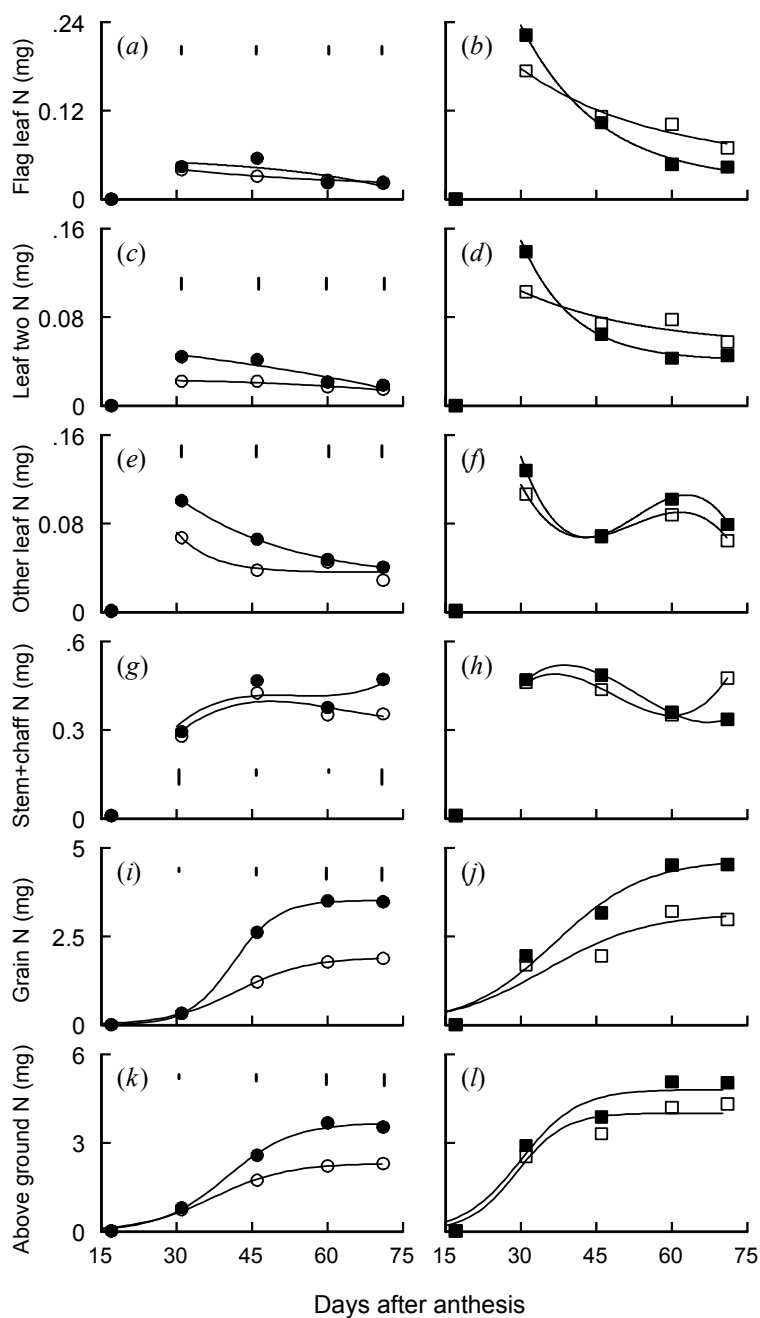 Flag leaf N (mg)
.24
0.12
0
(a)
(b)
Leaf two N (mg)
.16
0.08
0
(c)
(d)
Other leaf N (mg)
.16
0.08
0
(e)
(f)
Stem+chaff N (mg)
.6
0.3
0
(g)
(h)
Grain N (mg)
5
2.5
0
(i)
(j)
Above ground N (mg)
6
3
0
(k)
(l)
15 30 45 60 75 15 30 45 60 75
Days after anthesis